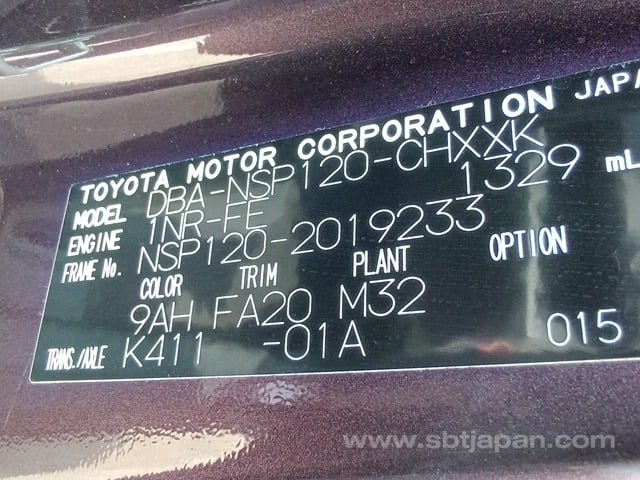 TOYOTA MOTOR CORPORATION JAPA
MODEL DBA-NSP120-CHXXK
ENGINE 1NR-FE 1329 mL
FRAME No. NSP120-2019233
COLOR TRIM PLANT OPTION
9AH FA20 M32
TRANS./AXLE K411 -01A 015
www.sbtjapan.com